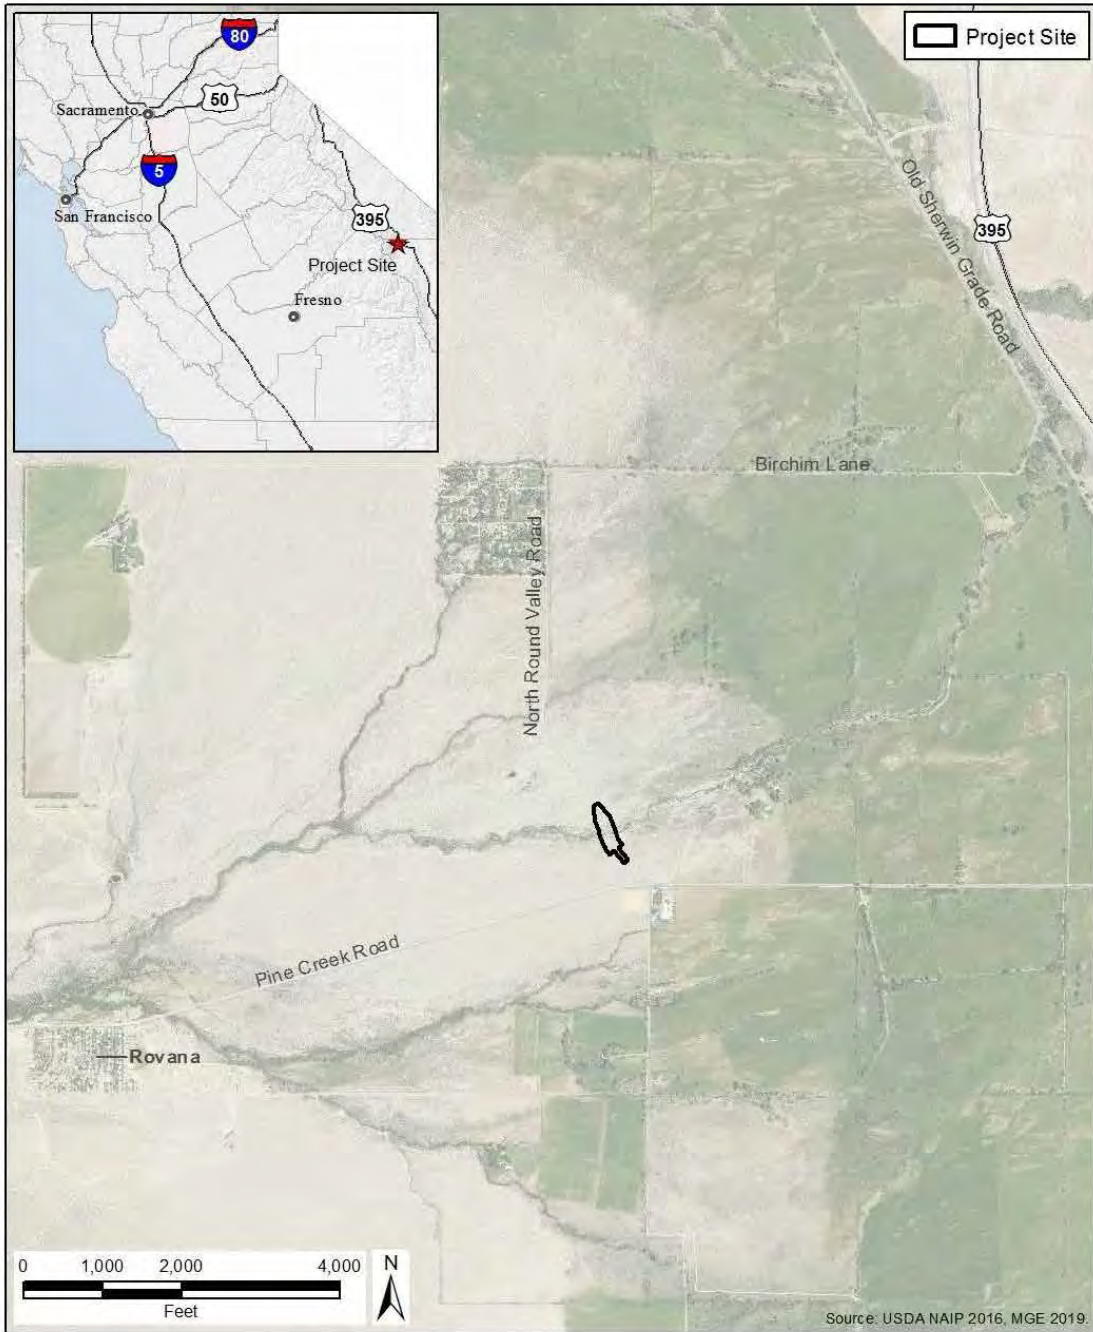 80
Sacramento
50
5
San Francisco
395
Project Site
Fresno
Project Site
Old Sherwin Grade Road
395
Birchim Lane
North Round Valley Road
Pine Creek Road
Rovana
0 1,000 2,000 4,000
Feet
N
Source: USDA NAIP 2016, MGE 2019.